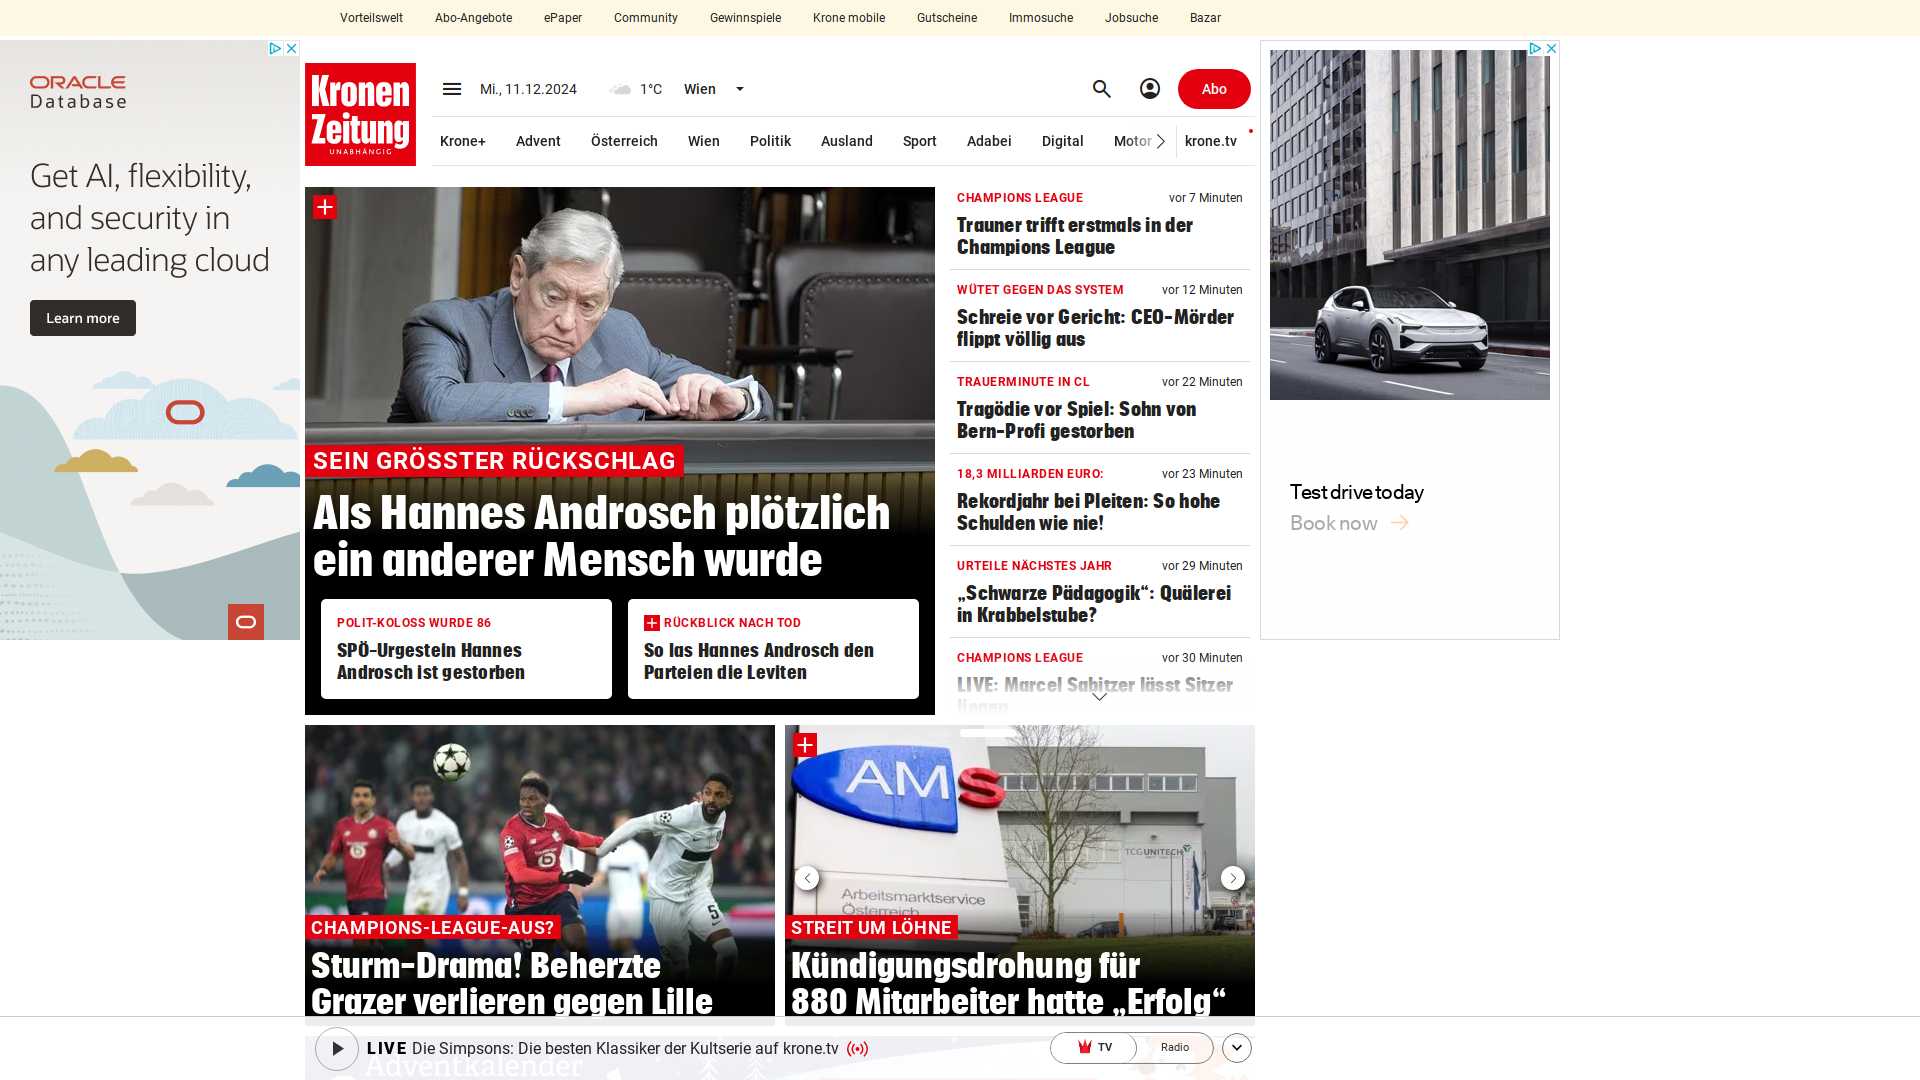 Vorteilswelt
Abo-Angebote
ePaper
Community
Gewinnspiele
Krone mobile
Gutscheine
Immosuche
Jobsuche
Bazar
ORACLE
Database
Get AI, flexibility,
and security in
any leading cloud
Learn more
Kronen
Zeitung
UNABHÄNGIG
Mi., 11.12.2024
1°C
Wien
Abo
Krone+
Advent
Österreich
Wien
Politik
Ausland
Sport
Adabei
Digital
Motor
krone.tv
SEIN GRÖSSTER RÜCKSCHLAG
Als Hannes Androsch plötzlich
ein anderer Mensch wurde
POLIT-KOLOSS WURDE 86
SPÖ-Urgestein Hannes
Androsch ist gestorben
RÜCKBLICK NACH TOD
So las Hannes Androsch den
Parteien die Leviten
CHAMPIONS LEAGUE
vor 7 Minuten
Trauner trifft erstmals in der
Champions League
WÜTET GEGEN DAS SYSTEM
vor 12 Minuten
Schreie vor Gericht: CEO-Mörder
flippt völlig aus
TRAUERMINUTE IN CL
vor 22 Minuten
Tragödie vor Spiel: Sohn von
Bern-Profi gestorben
18,3 MILLIARDEN EURO:
vor 23 Minuten
Rekordjahr bei Pleiten: So hohe
Schulden wie nie!
URTEILE NÄCHSTES JAHR
vor 29 Minuten
„Schwarze Pädagogik“: Quälerei
in Krabbelstube?
CHAMPIONS LEAGUE
vor 30 Minuten
LIVE: Marcel Sabitzer lässt Sitzer
liegen
Test drive today
Book now
5
CHAMPIONS-LEAGUE-AUS?
Sturm-Drama! Beherzte
Grazer verlieren gegen Lille
AMS
TCG UNITECH
Arbeitsmarktservice
Österreich
STREIT UM LÖHNE
Kündigungsdrohung für
880 Mitarbeiter hatte „Erfolg“
LIVE Die Simpsons: Die besten Klassiker der Kultserie auf krone.tv
TV
Radio
Adventkalender